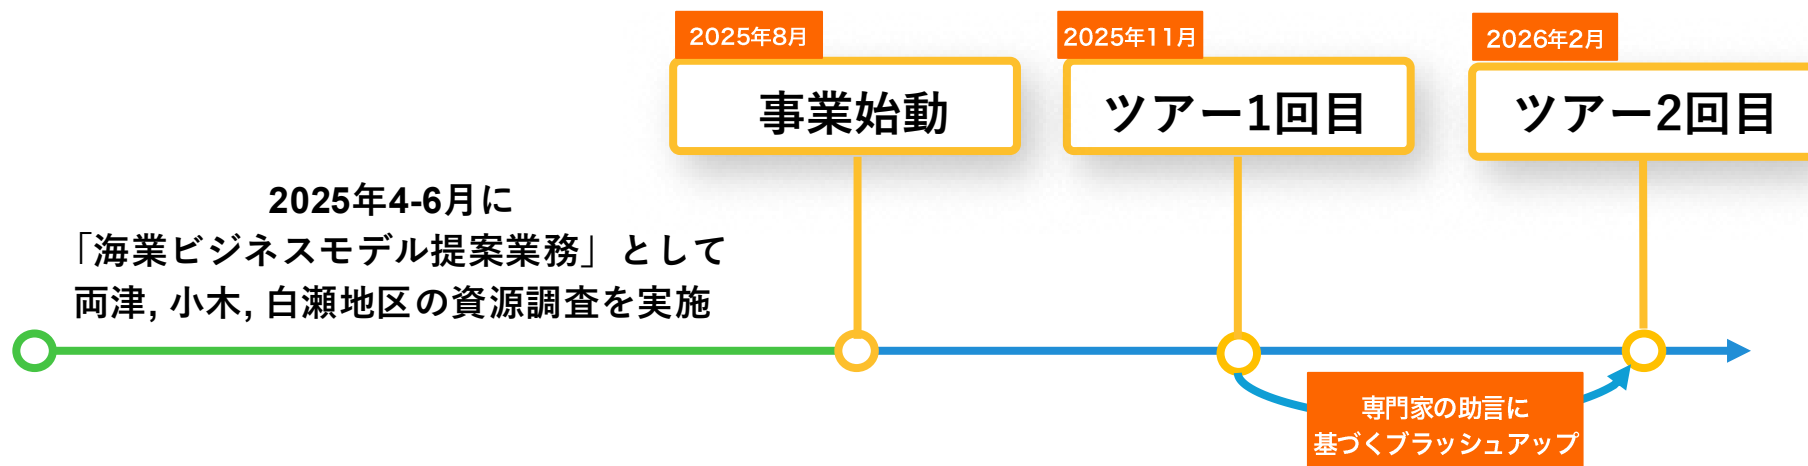 2025年8月
事業始動
2025年11月
ツアー1回目
2026年2月
ツアー2回目
2025年4-6月に
「海業ビジネスモデル提案業務」として
両津, 小木, 白瀬地区の資源調査を実施
専門家の助言に
基づくブラッシュアップ